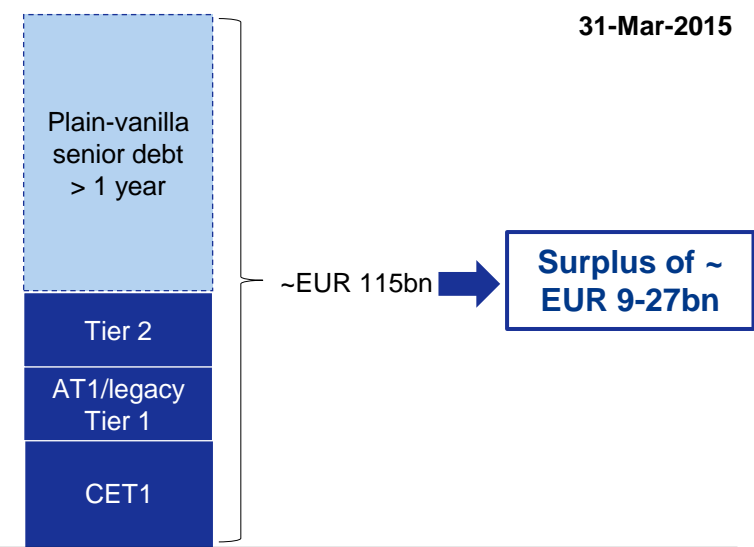 31-Mar-2015
Plain-vanilla
senior debt
> 1 year
~EUR 115bn
Surplus of ~
EUR 9-27bn
Tier 2
AT1/legacy
Tier 1
CET1